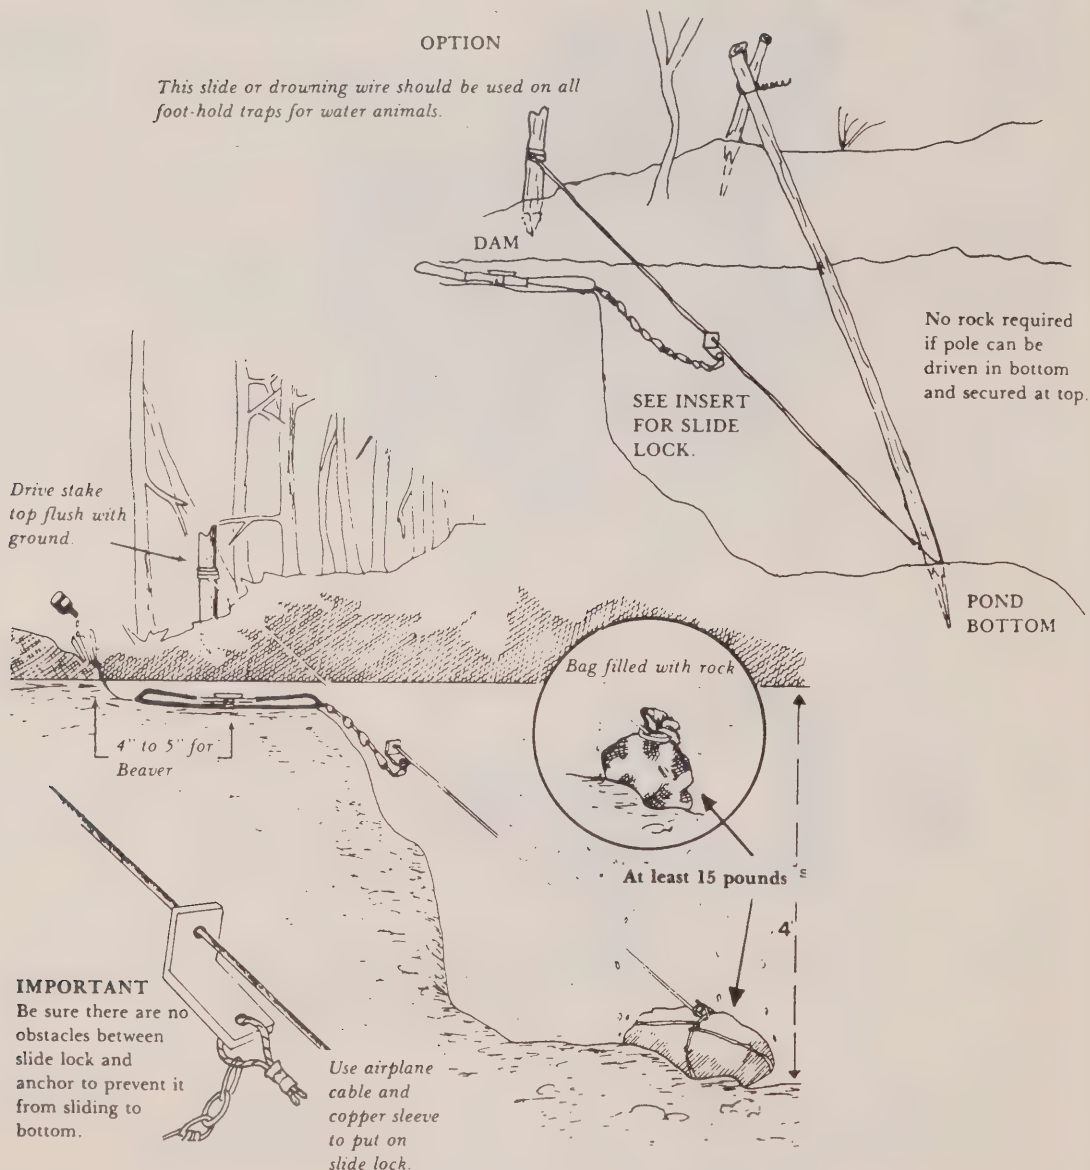 OPTION
This slide or drowning wire should be used on all
foot-hold traps for water animals.
DAM
No rock required
if pole can be
driven in bottom
and secured at top.
SEE INSERT
FOR SLIDE
LOCK.
Drive stake
top flush with
ground.
POND
BOTTOM
Bag filled with rock
4" to 5" for
Beaver
At least 15 pounds
4'
IMPORTANT
Be sure there are no
obstacles between
slide lock and
anchor to prevent it
from sliding to
bottom.
Use airplane
cable and
copper sleeve
to put on
slide lock.